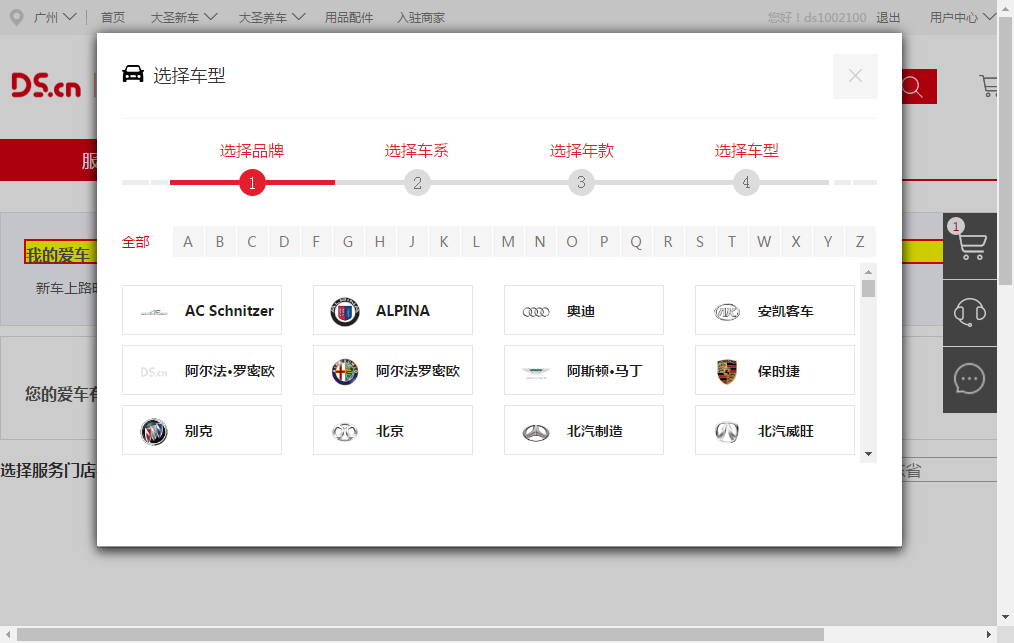 广州 首页 大圣新车 大圣养车 用品配件 入驻商家 您好！ds1002100 退出 用户中心
DS.cn
选择车型
服
选择品牌 选择车系 选择年款 选择车型
1 2 3 4
全部 A B C D F G H J K L M N O P Q R S T W X Y Z
1
我的爱车
新车上路
AC Schnitzer ALPINA 奥迪 安凯客车
DS.cn 阿尔法·罗密欧 阿尔法罗密欧 阿斯顿·马丁 保时捷
您的爱车有
别克 北京 北汽制造 北汽威旺
选择服务门店
省